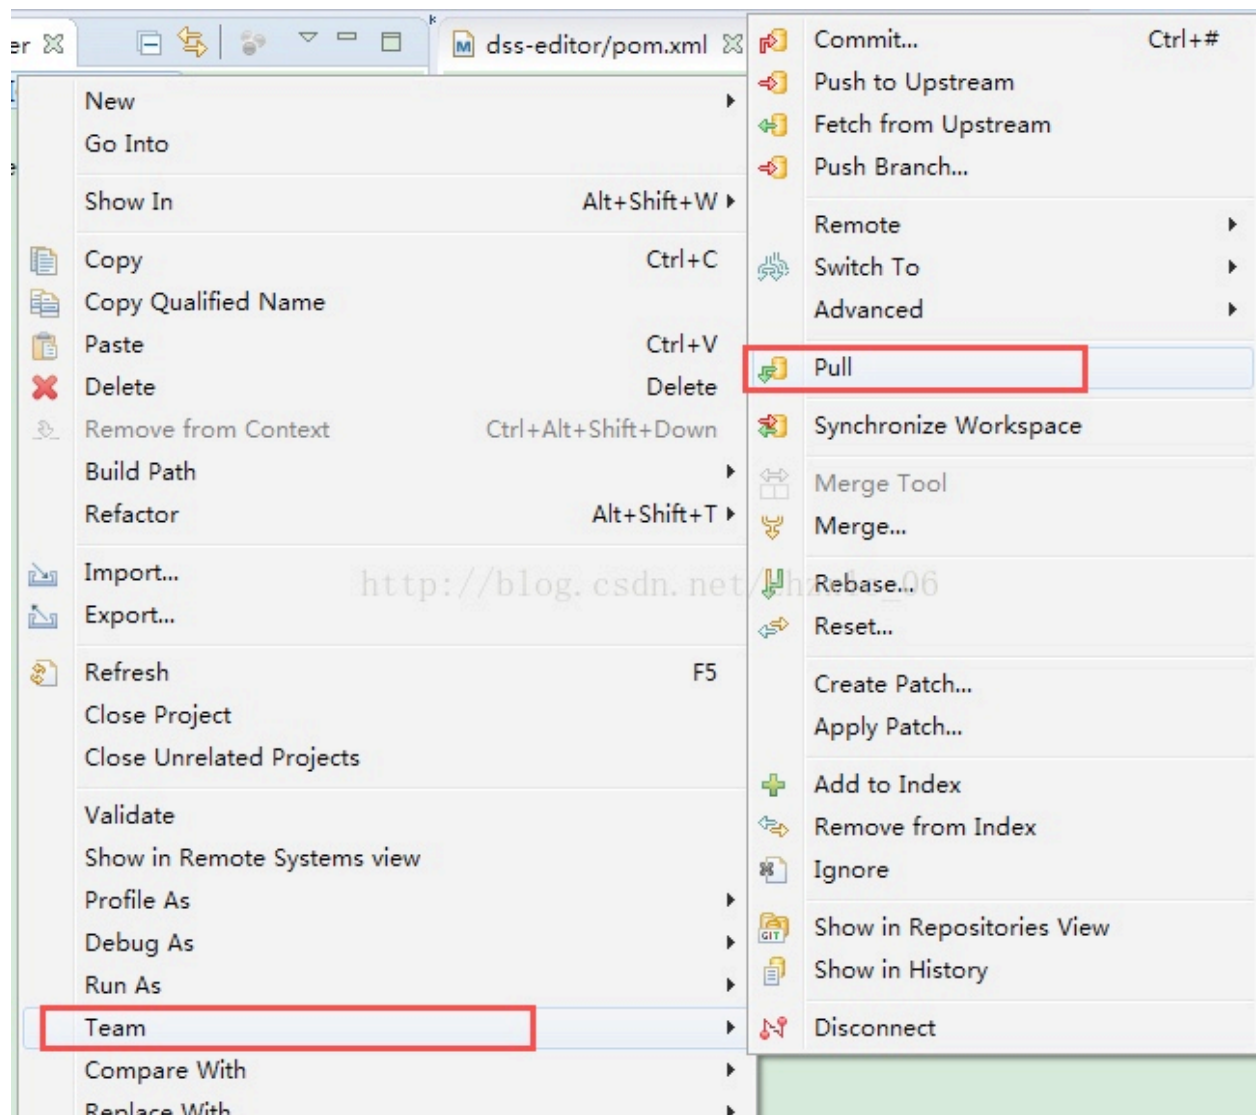 er
dss-editor/pom.xml
New
Go Into
Show In Alt+Shift+W
Copy Ctrl+C
Copy Qualified Name
Paste Ctrl+V
Delete Delete
Remove from Context Ctrl+Alt+Shift+Down
Build Path
Refactor Alt+Shift+T
Import...
Export...
Refresh F5
Close Project
Close Unrelated Projects
Validate
Show in Remote Systems view
Profile As
Debug As
Run As
Team
Compare With
Replace With
Commit... Ctrl+#
Push to Upstream
Fetch from Upstream
Push Branch...
Remote
Switch To
Advanced
Pull
Synchronize Workspace
Merge Tool
Merge...
Rebase...
Reset...
Create Patch...
Apply Patch...
Add to Index
Remove from Index
Ignore
GIT Show in Repositories View
Show in History
Disconnect
http://blog.csdn.net/